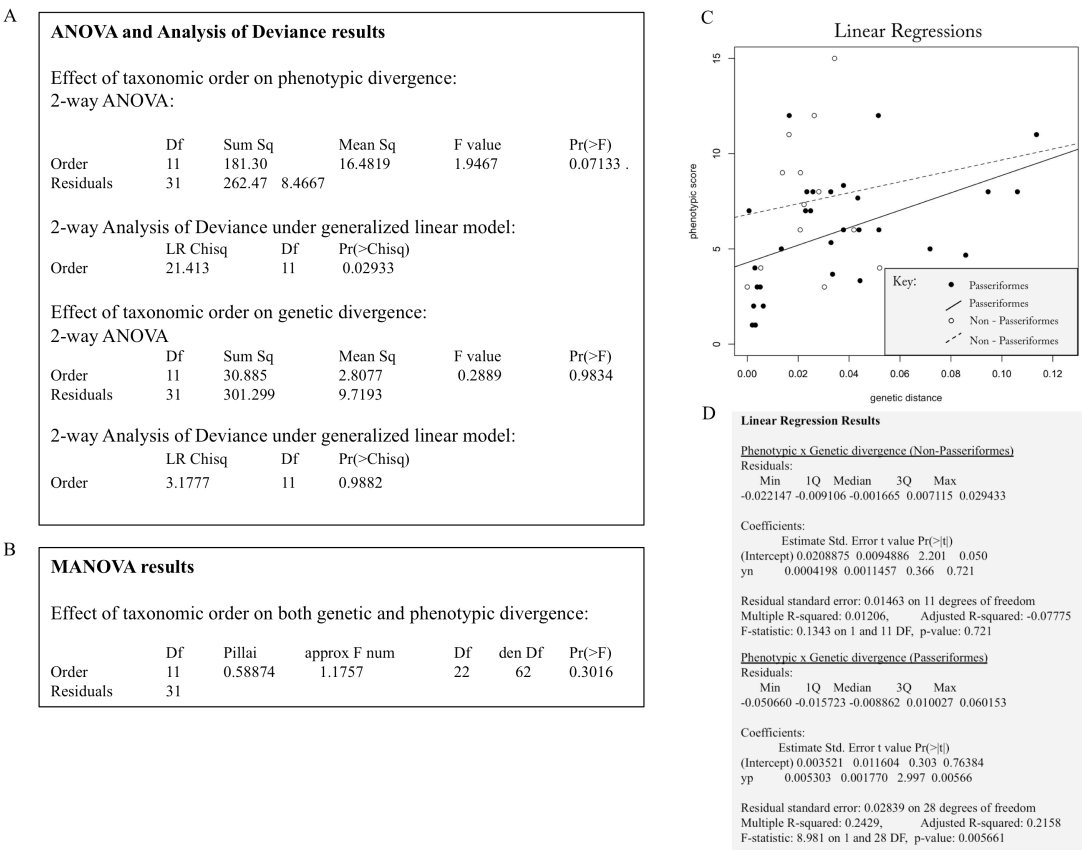 A
ANOVA and Analysis of Deviance results
Effect of taxonomic order on phenotypic divergence:
2-way ANOVA:
Df Sum Sq Mean Sq F value Pr(>F)
Order 11 181.30 16.4819 1.9467 0.07133 .
Residuals 31 262.47 8.4667
2-way Analysis of Deviance under generalized linear model:
LR Chisq Df Pr(>Chisq)
Order 21.413 11 0.02933
Effect of taxonomic order on genetic divergence:
2-way ANOVA
Df Sum Sq Mean Sq F value Pr(>F)
Order 11 30.885 2.8077 0.2889 0.9834
Residuals 31 301.299 9.7193
2-way Analysis of Deviance under generalized linear model:
LR Chisq Df Pr(>Chisq)
Order 3.1777 11 0.9882
B
MANOVA results
Effect of taxonomic order on both genetic and phenotypic divergence:
Df Pillai approx F num Df den Df Pr(>F)
Order 11 0.58874 1.1757 22 62 0.3016
Residuals 31
C
Linear Regressions
15
10
5
0
phenotypic score
Key:
Passeriformes
Passeriformes
Non - Passeriformes
Non - Passeriformes
0.00 0.02 0.04 0.06 0.08 0.10 0.12
genetic distance
D
Linear Regression Results
Phenotypic x Genetic divergence (Non-Passeriformes)
Residuals:
Min 1Q Median 3Q Max
-0.022147 -0.009106 -0.001665 0.007115 0.029433
Coefficients:
Estimate Std. Error t value Pr(>|t|)
(Intercept) 0.0208875 0.0094886 2.201 0.050
yn 0.0004198 0.0011457 0.366 0.721
Residual standard error: 0.01463 on 11 degrees of freedom
Multiple R-squared: 0.01206, Adjusted R-squared: -0.07775
F-statistic: 0.1343 on 1 and 11 DF, p-value: 0.721
Phenotypic x Genetic divergence (Passeriformes)
Residuals:
Min 1Q Median 3Q Max
-0.050660 -0.015723 -0.008862 0.010027 0.060153
Coefficients:
Estimate Std. Error t value Pr(>|t|)
(Intercept) 0.003521 0.011604 0.303 0.76384
yp 0.005303 0.001770 2.997 0.00566
Residual standard error: 0.02839 on 28 degrees of freedom
Multiple R-squared: 0.2429, Adjusted R-squared: 0.2158
F-statistic: 8.981 on 1 and 28 DF, p-value: 0.005661